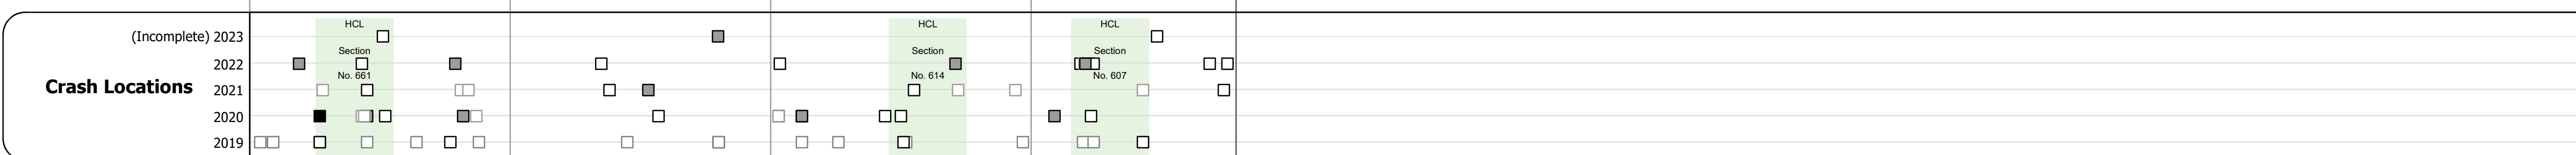 HCL HCL HCL
(Incomplete) 2023
Section Section Section
2022
No. 661 No. 614 No. 607
Crash Locations 2021
2020
2019